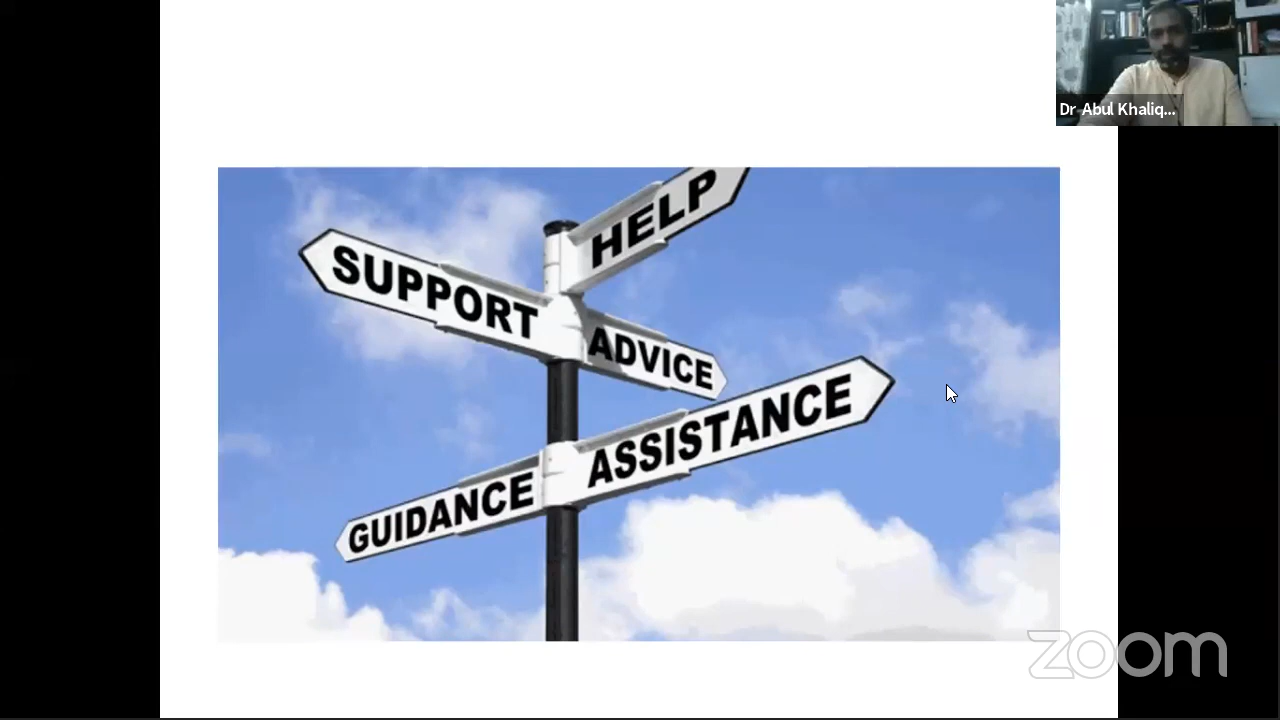 Dr Abul Khaliq...
HELP
SUPPORT
ADVICE
ASSISTANCE
GUIDANCE
zoom